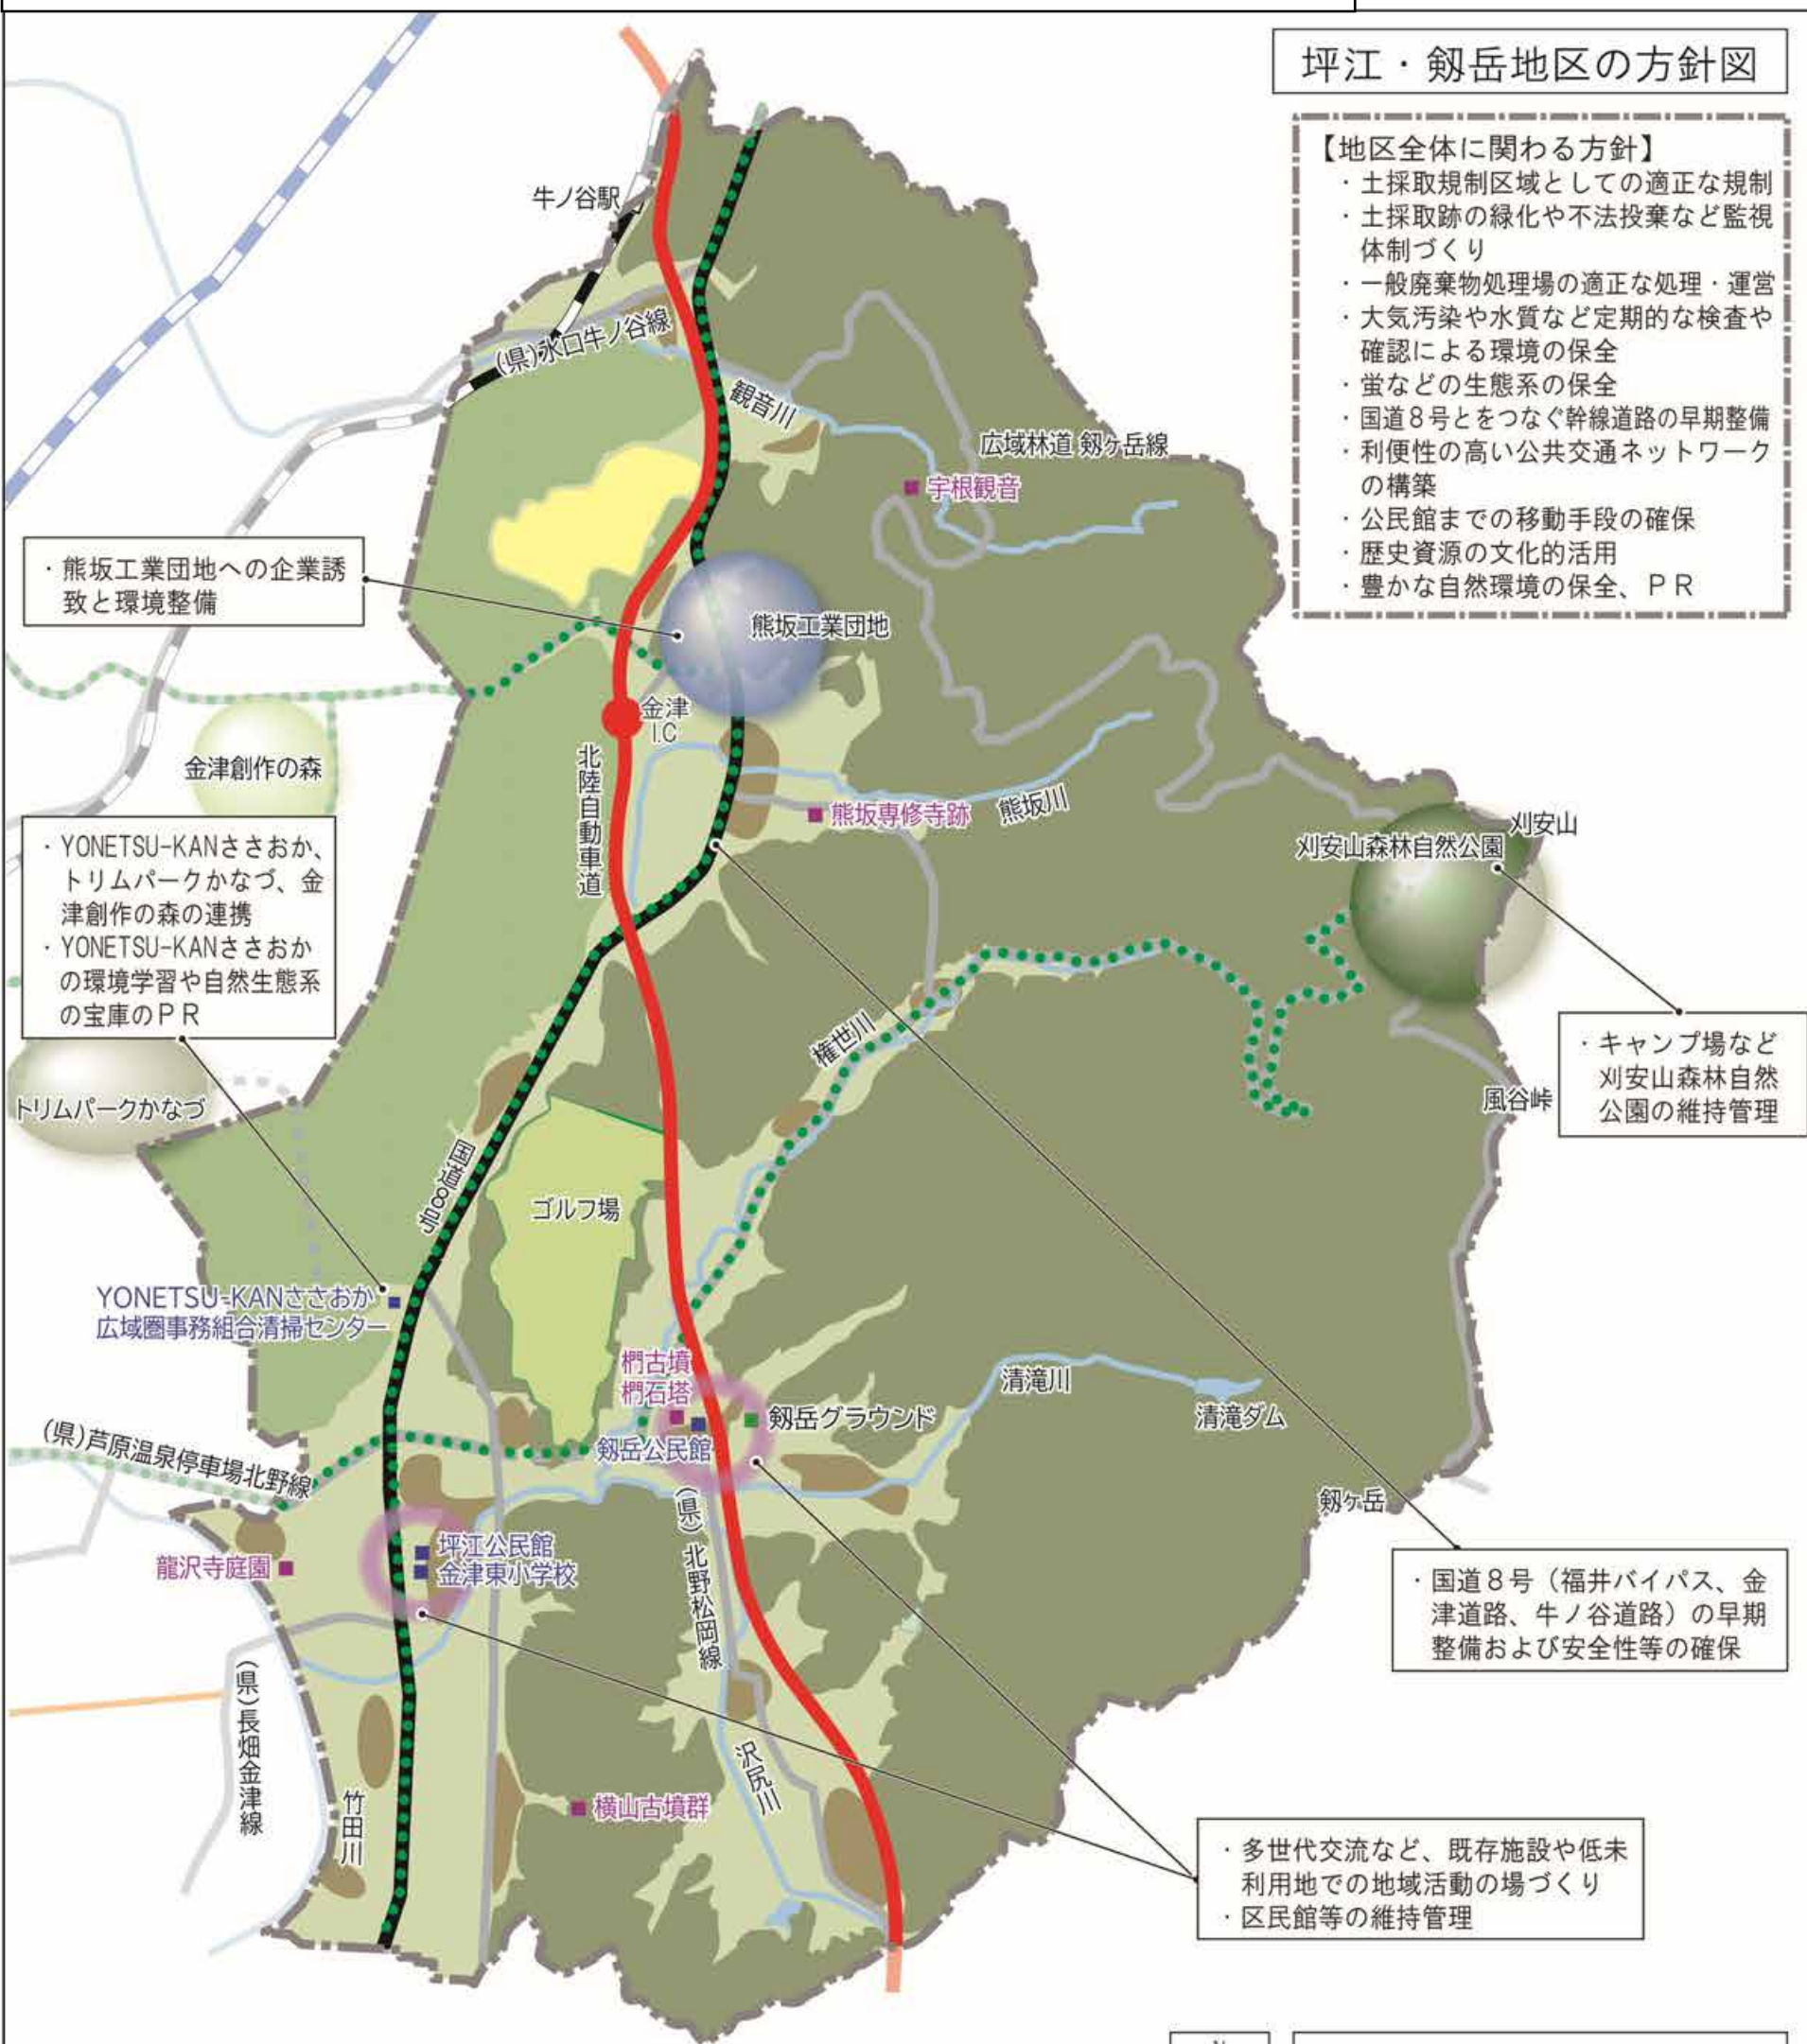 坪江・剱岳地区の方針図
【地区全体に関わる方針】
・土採取規制区域としての適正な規制
・土採取跡の緑化や不法投棄など監視
体制づくり
・一般廃棄物処理場の適正な処理・運営
・大気汚染や水質など定期的な検査や
確認による環境の保全
・蛍などの生態系の保全
・国道８号とをつなぐ幹線道路の早期整備
・利便性の高い公共交通ネットワーク
の構築
・公民館までの移動手段の確保
・歴史資源の文化的活用
・豊かな自然環境の保全、ＰＲ
牛ノ谷駅
(県)水口牛ノ谷線
観音川
広域林道 剱ヶ岳線
宇根観音
・熊坂工業団地への企業誘
致と環境整備
熊坂工業団地
金津
I.C
北陸自動車道
金津創作の森
熊坂専修寺跡
熊坂川
刈安山
刈安山森林自然公園
・YONETSU-KANささおか、
トリムパークかなづ、金
津創作の森の連携
・YONETSU-KANささおか
の環境学習や自然生態系
の宝庫のＰＲ
権世川
・キャンプ場など
刈安山森林自然
公園の維持管理
風谷峠
トリムパークかなづ
国道8号
ゴルフ場
YONETSU-KANささおか
広域圏事務組合清掃センター
椚古墳
椚石塔
剱岳グラウンド
剱岳公民館
清滝川
清滝ダム
(県)芦原温泉停車場北野線
剱ヶ岳
(県)北野松岡線
坪江公民館
金津東小学校
龍沢寺庭園
・国道８号（福井バイパス、金
津道路、牛ノ谷道路）の早期
整備および安全性等の確保
(県)長畑金津線
竹田川
沢尻川
横山古墳群
・多世代交流など、既存施設や低未
利用地での地域活動の場づくり
・区民館等の維持管理
N